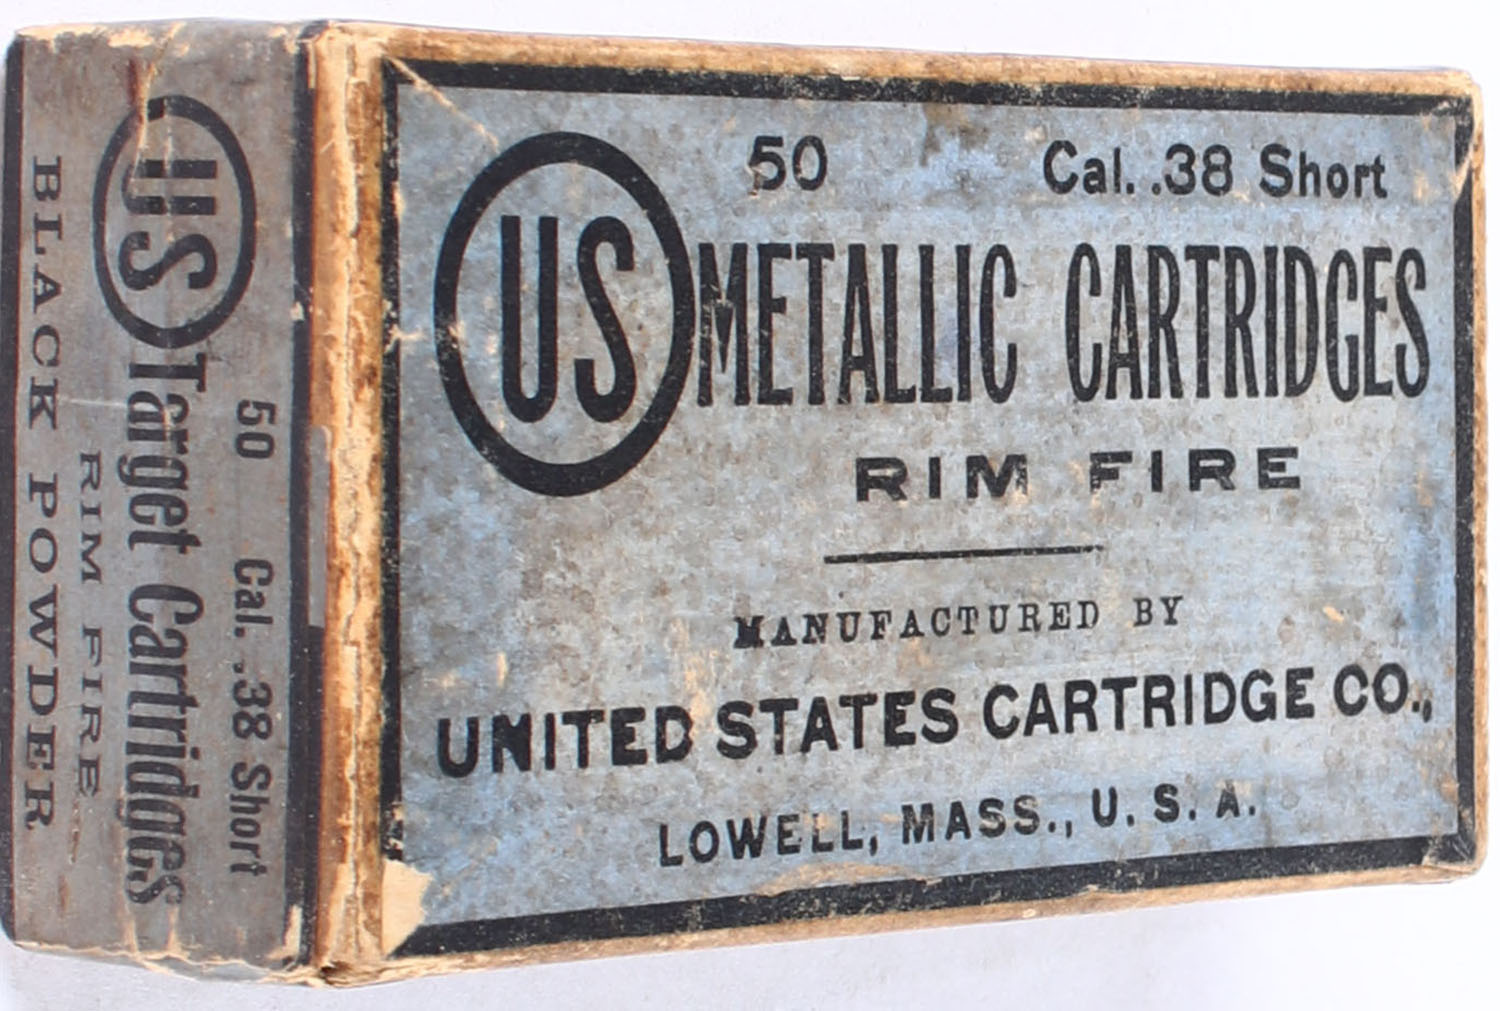 50 Cal. .38 Short
US METALLIC CARTRIDGES
RIM FIRE
MANUFACTURED BY
UNITED STATES CARTRIDGE CO.,
LOWELL, MASS., U. S. A.
50 Cal. .38 Short
US Target Cartridges
RIM FIRE
BLACK POWDER